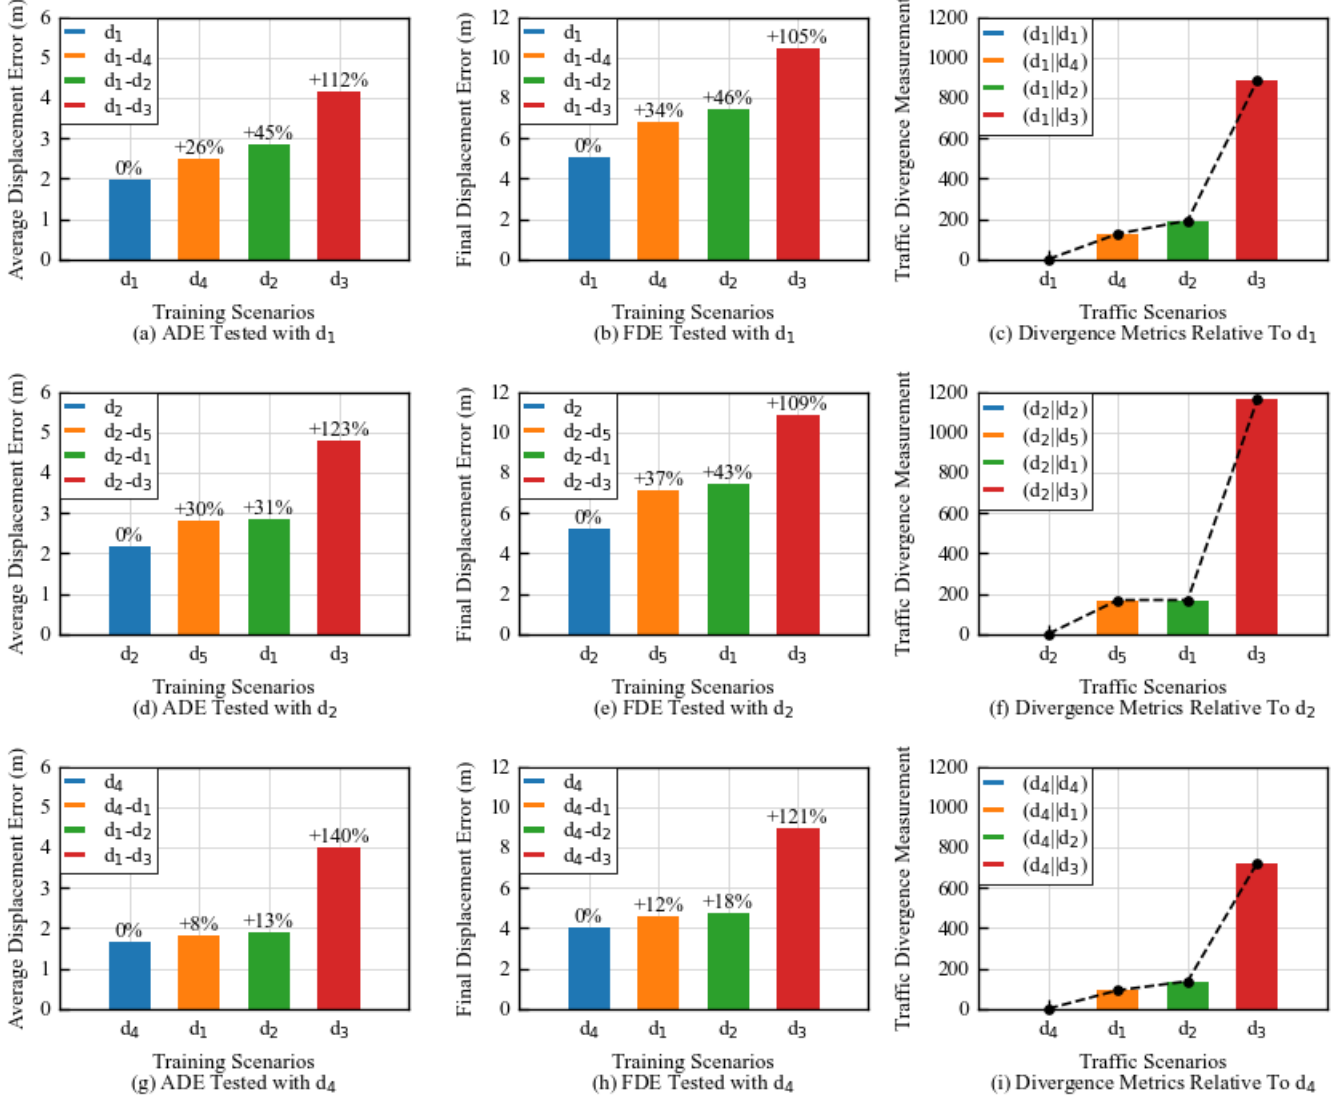 Average Displacement Error (m)
6
5
4
3
2
1
0
d1
d1-d4
d1-d2
d1-d3
0%
+26%
+45%
+112%
d1 d4 d2 d3
Training Scenarios
(a) ADE Tested with d1
Final Displacement Error (m)
12
10
8
6
4
2
0
d1
d1-d4
d1-d2
d1-d3
0%
+34%
+46%
+105%
d1 d4 d2 d3
Training Scenarios
(b) FDE Tested with d1
Traffic Divergence Measurement
1200
1000
800
600
400
200
0
(d1||d1)
(d1||d4)
(d1||d2)
(d1||d3)
d1 d4 d2 d3
Traffic Scenarios
(c) Divergence Metrics Relative To d1
Average Displacement Error (m)
6
5
4
3
2
1
0
d2
d2-d5
d2-d1
d2-d3
0%
+30%
+31%
+123%
d2 d5 d1 d3
Training Scenarios
(d) ADE Tested with d2
Final Displacement Error (m)
12
10
8
6
4
2
0
d2
d2-d5
d2-d1
d2-d3
0%
+37%
+43%
+109%
d2 d5 d1 d3
Training Scenarios
(e) FDE Tested with d2
Traffic Divergence Measurement
1200
1000
800
600
400
200
0
(d2||d2)
(d2||d5)
(d2||d1)
(d2||d3)
d2 d5 d1 d3
Traffic Scenarios
(f) Divergence Metrics Relative To d2
Average Displacement Error (m)
6
5
4
3
2
1
0
d4
d4-d1
d1-d2
d1-d3
0%
+8%
+13%
+140%
d4 d1 d2 d3
Training Scenarios
(g) ADE Tested with d4
Final Displacement Error (m)
12
10
8
6
4
2
0
d4
d4-d1
d4-d2
d4-d3
0%
+12%
+18%
+121%
d4 d1 d2 d3
Training Scenarios
(h) FDE Tested with d4
Traffic Divergence Measurement
1200
1000
800
600
400
200
0
(d4||d4)
(d4||d1)
(d4||d2)
(d4||d3)
d4 d1 d2 d3
Traffic Scenarios
(i) Divergence Metrics Relative To d4